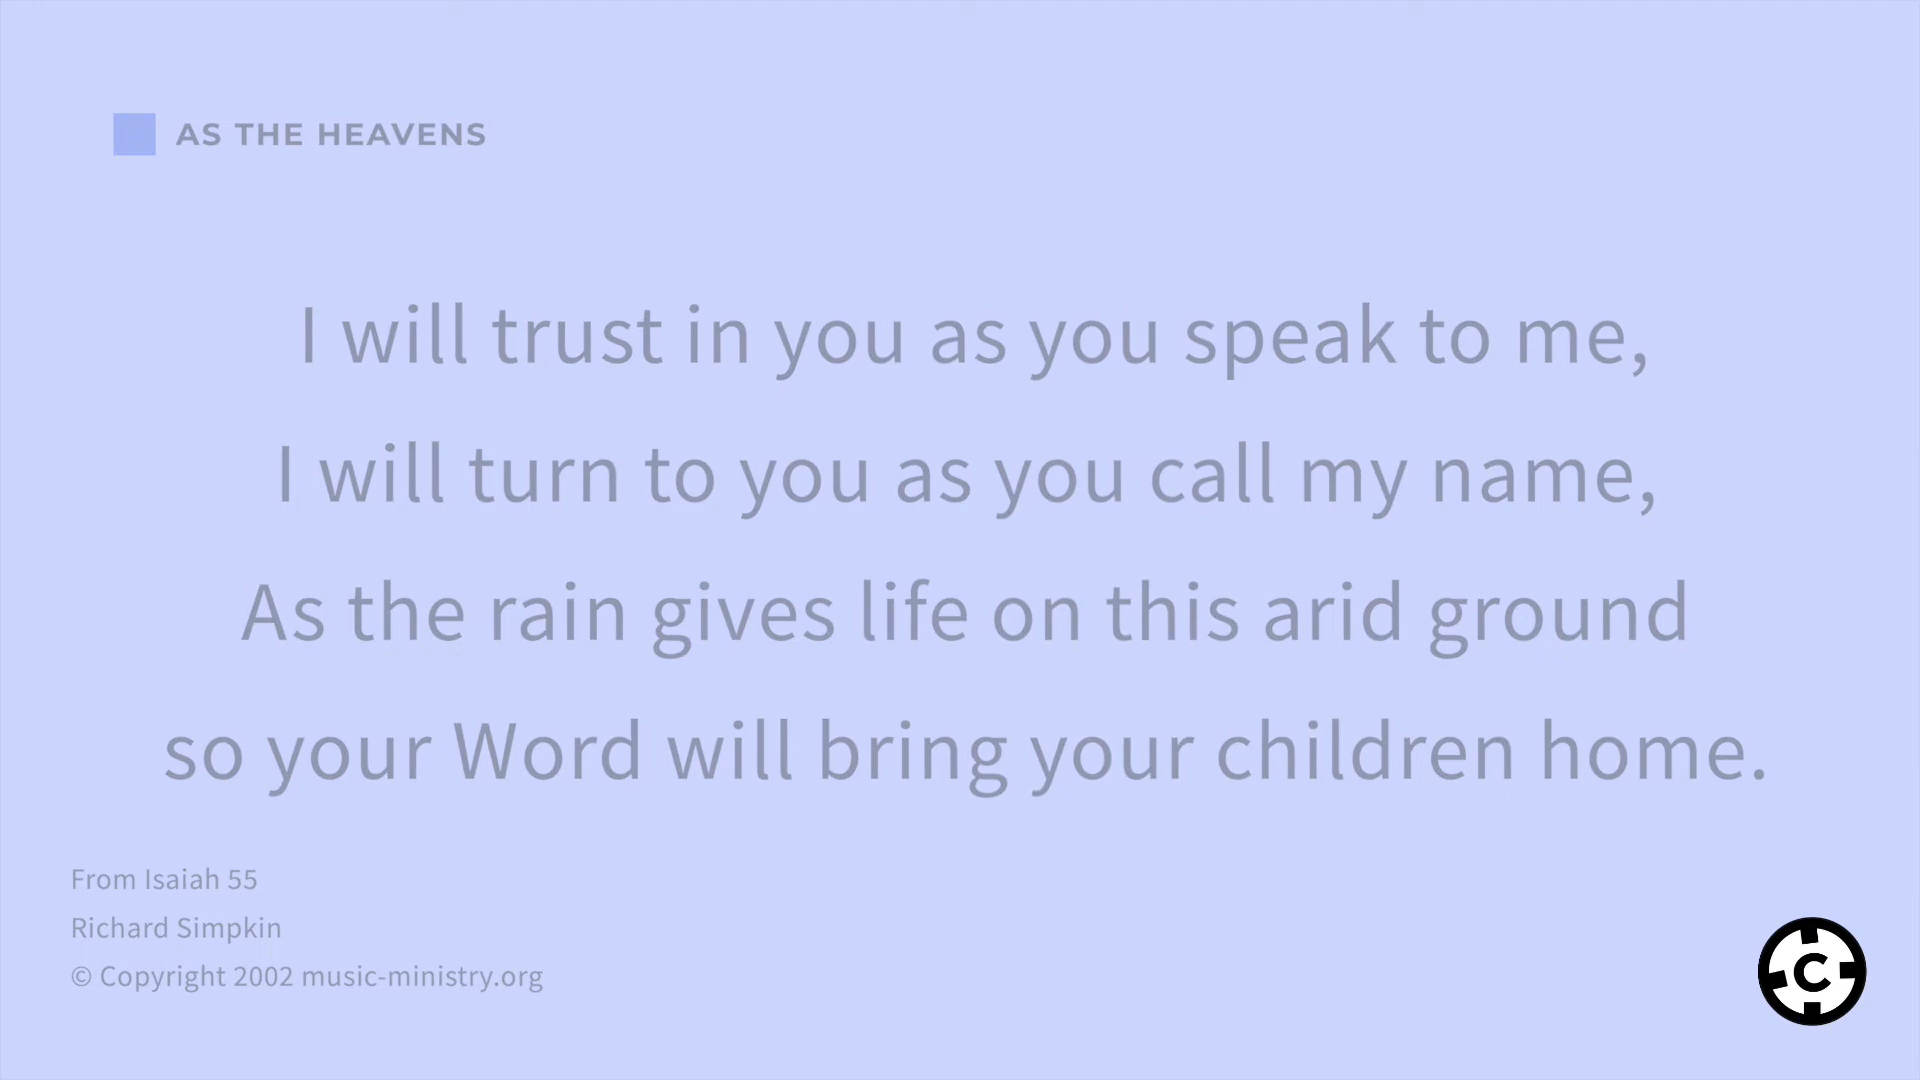 AS THE HEAVENS
I will trust in you as you speak to me,
I will turn to you as you call my name,
As the rain gives life on this arid ground
so your Word will bring your children home.
From Isaiah 55
Richard Simpkin
© Copyright 2002 music-ministry.org
C